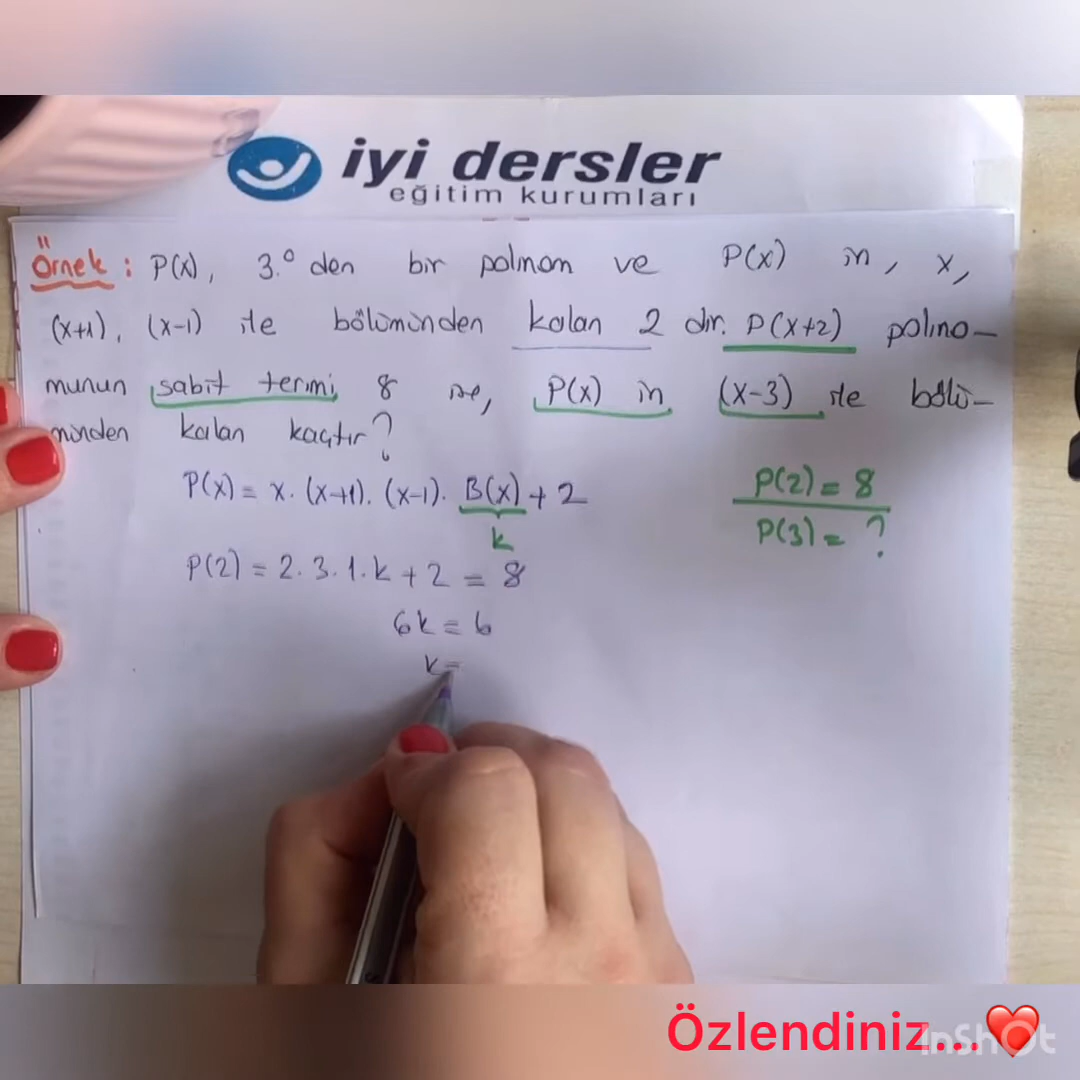 iyi dersler
eğitim kurumları
Örnek: P(x), 3.° den bir polinom ve P(x) in, x,
(x+1), (x-1) ile bölümünden kalan 2 dir. P(x+2) polino-
munun sabit terimi 8 ise, P(x) in (x-3) ile bölü-
münden kalan kaçtır?
P(x) = x. (x+1). (x-1). B(x) + 2
k
P(2) = 8
P(3) = ?
P(2) = 2.3.1.k + 2 = 8
6k = 6
k =
Özlendiniz...❤️
InShOt